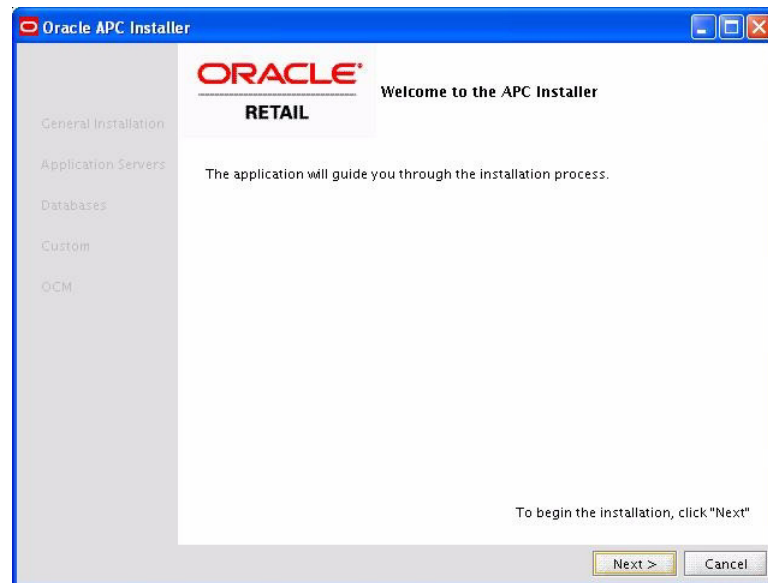 Oracle APC Installer
ORACLE®
RETAIL
Welcome to the APC Installer
General Installation
Application Servers
Databases
Custom
OCM
The application will guide you through the installation process.
To begin the installation, click "Next"
Next >
Cancel